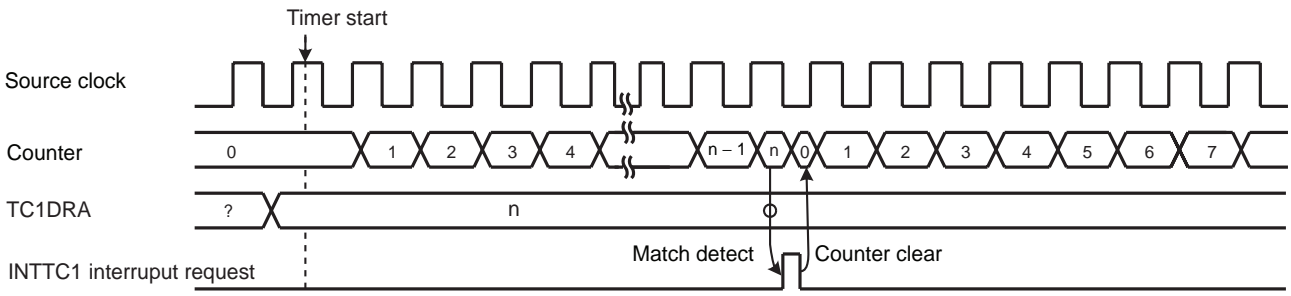 Timer start
Source clock
Counter 0 1 2 3 4 n – 1 n 0 1 2 3 4 5 6 7
TC1DRA ? n
Match detect Counter clear
INTTC1 interruput request